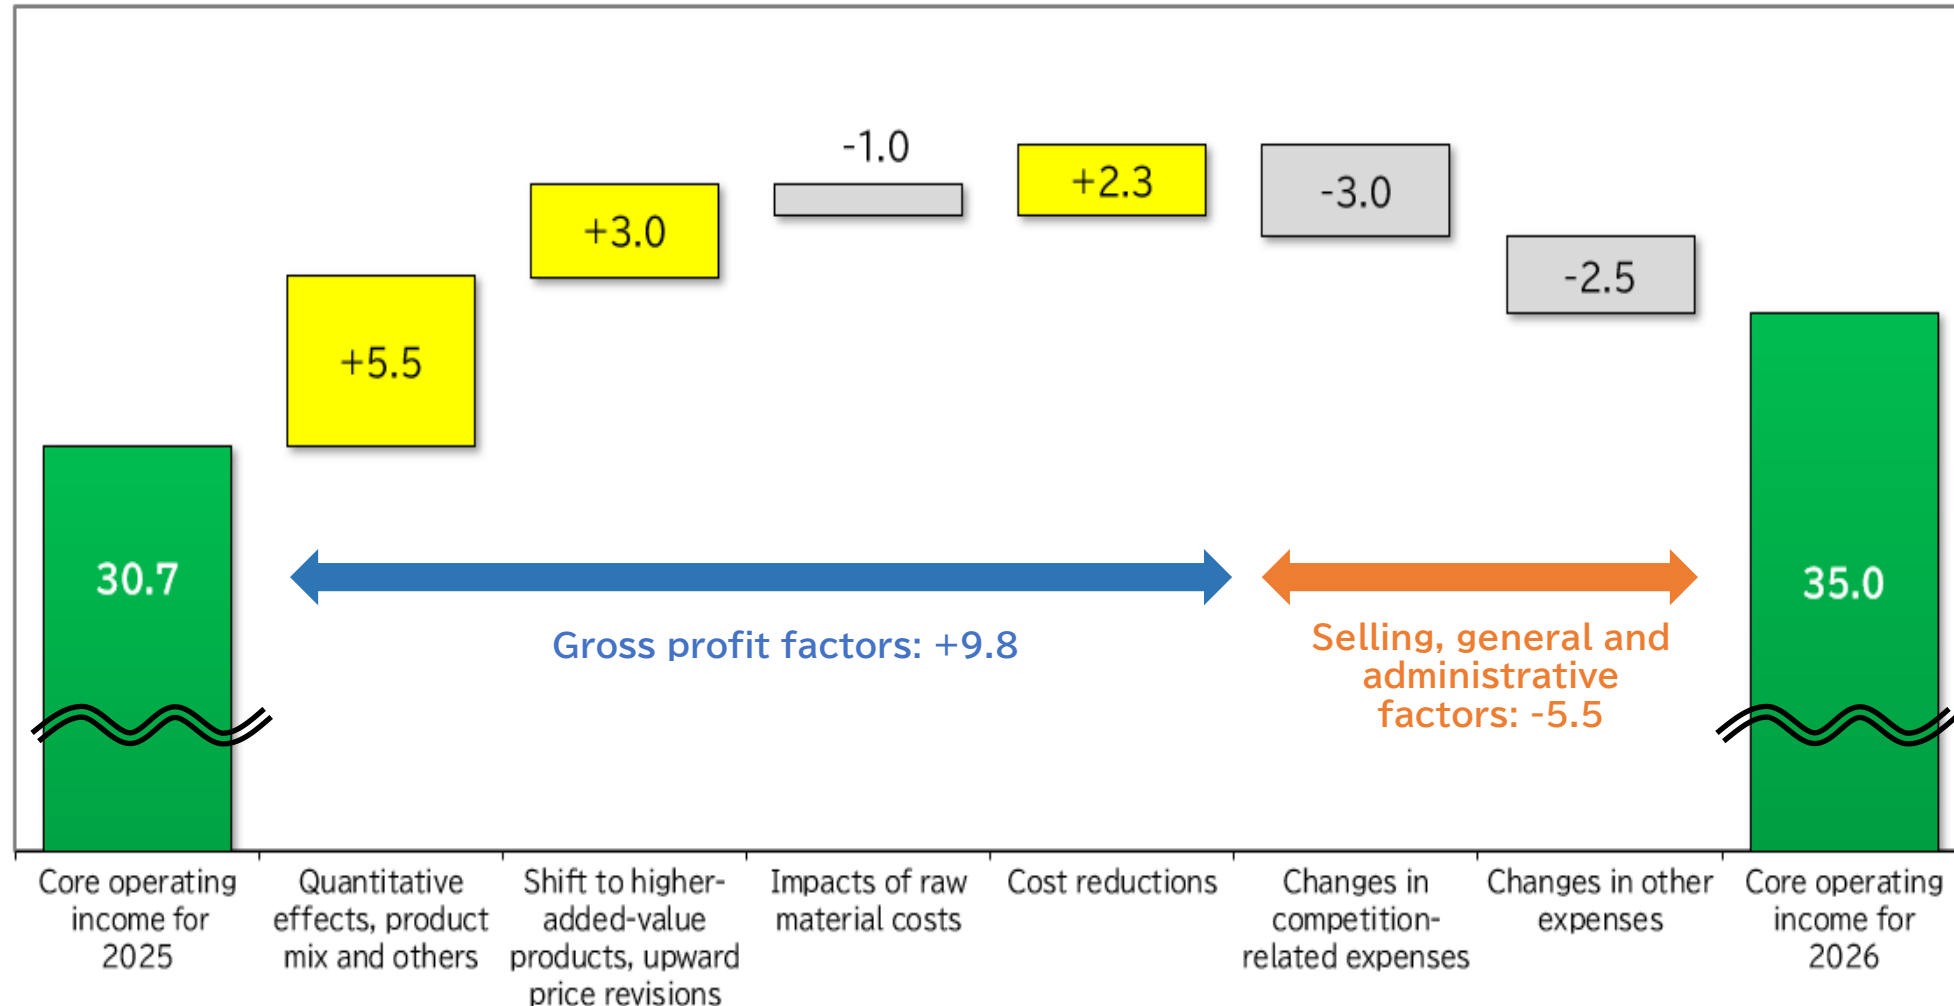 -1.0
+2.3
-3.0
+3.0
-2.5
+5.5
30.7
35.0
Gross profit factors: +9.8
Selling, general and
administrative
factors: -5.5
Core operating
income for
2025
Quantitative
effects, product
mix and others
Shift to higher-
added-value
products, upward
price revisions
Impacts of raw
material costs
Cost reductions
Changes in
competition-
related expenses
Changes in other
expenses
Core operating
income for
2026